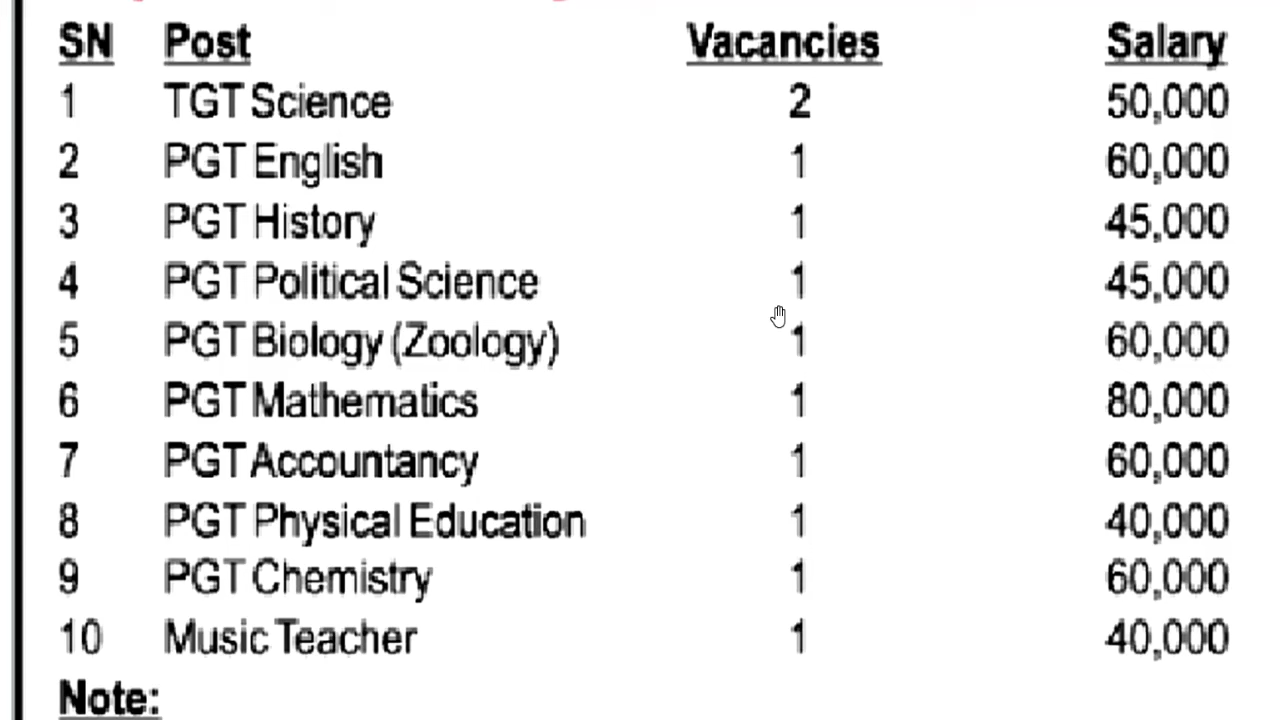 SN Post Vacancies Salary
1 TGT Science 2 50,000
2 PGT English 1 60,000
3 PGT History 1 45,000
4 PGT Political Science 1 45,000
5 PGT Biology (Zoology) 1 60,000
6 PGT Mathematics 1 80,000
7 PGT Accountancy 1 60,000
8 PGT Physical Education 1 40,000
9 PGT Chemistry 1 60,000
10 Music Teacher 1 40,000
Note: